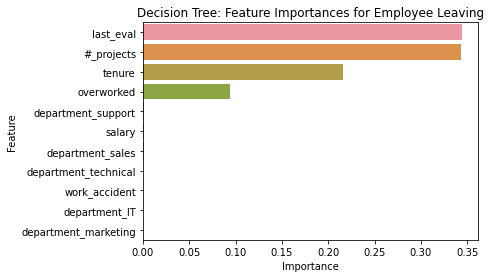 Decision Tree: Feature Importances for Employee Leaving
last_eval
#_projects
tenure
overworked
department_support
salary
department_sales
department_technical
work_accident
department_IT
department_marketing
Feature
0.00 0.05 0.10 0.15 0.20 0.25 0.30 0.35
Importance